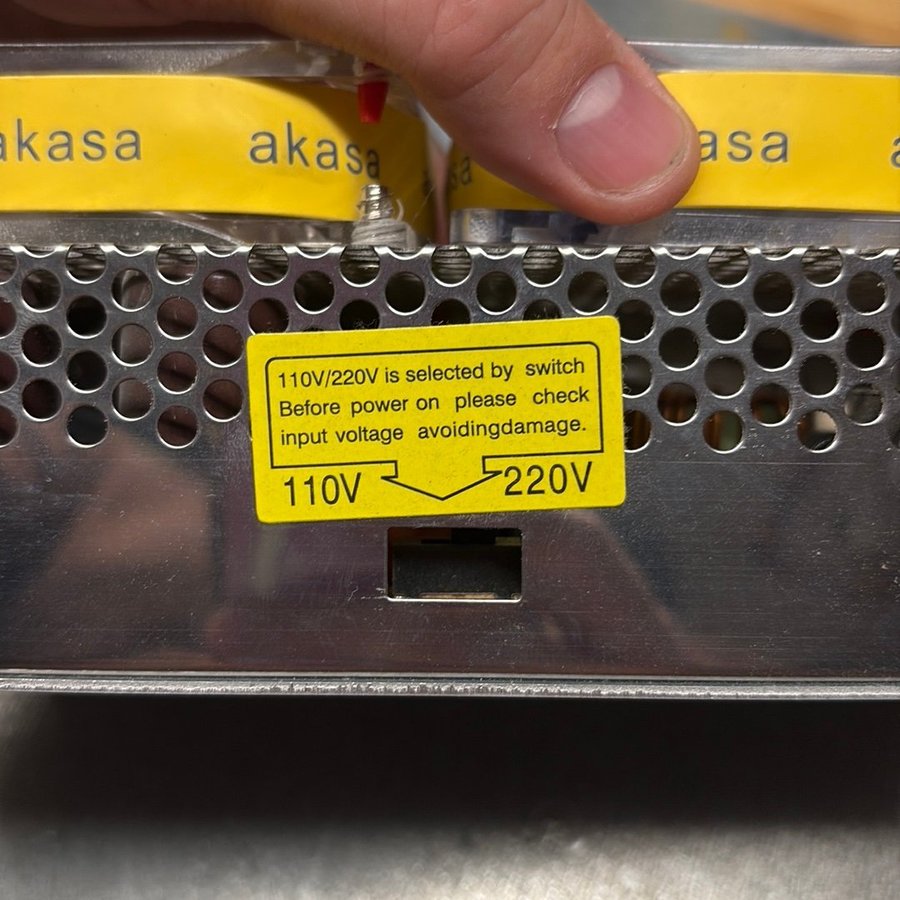 akasa akasa asa asa a
110V/220V is selected by switch
Before power on please check
input voltage avoidingdamage.
110V 220V